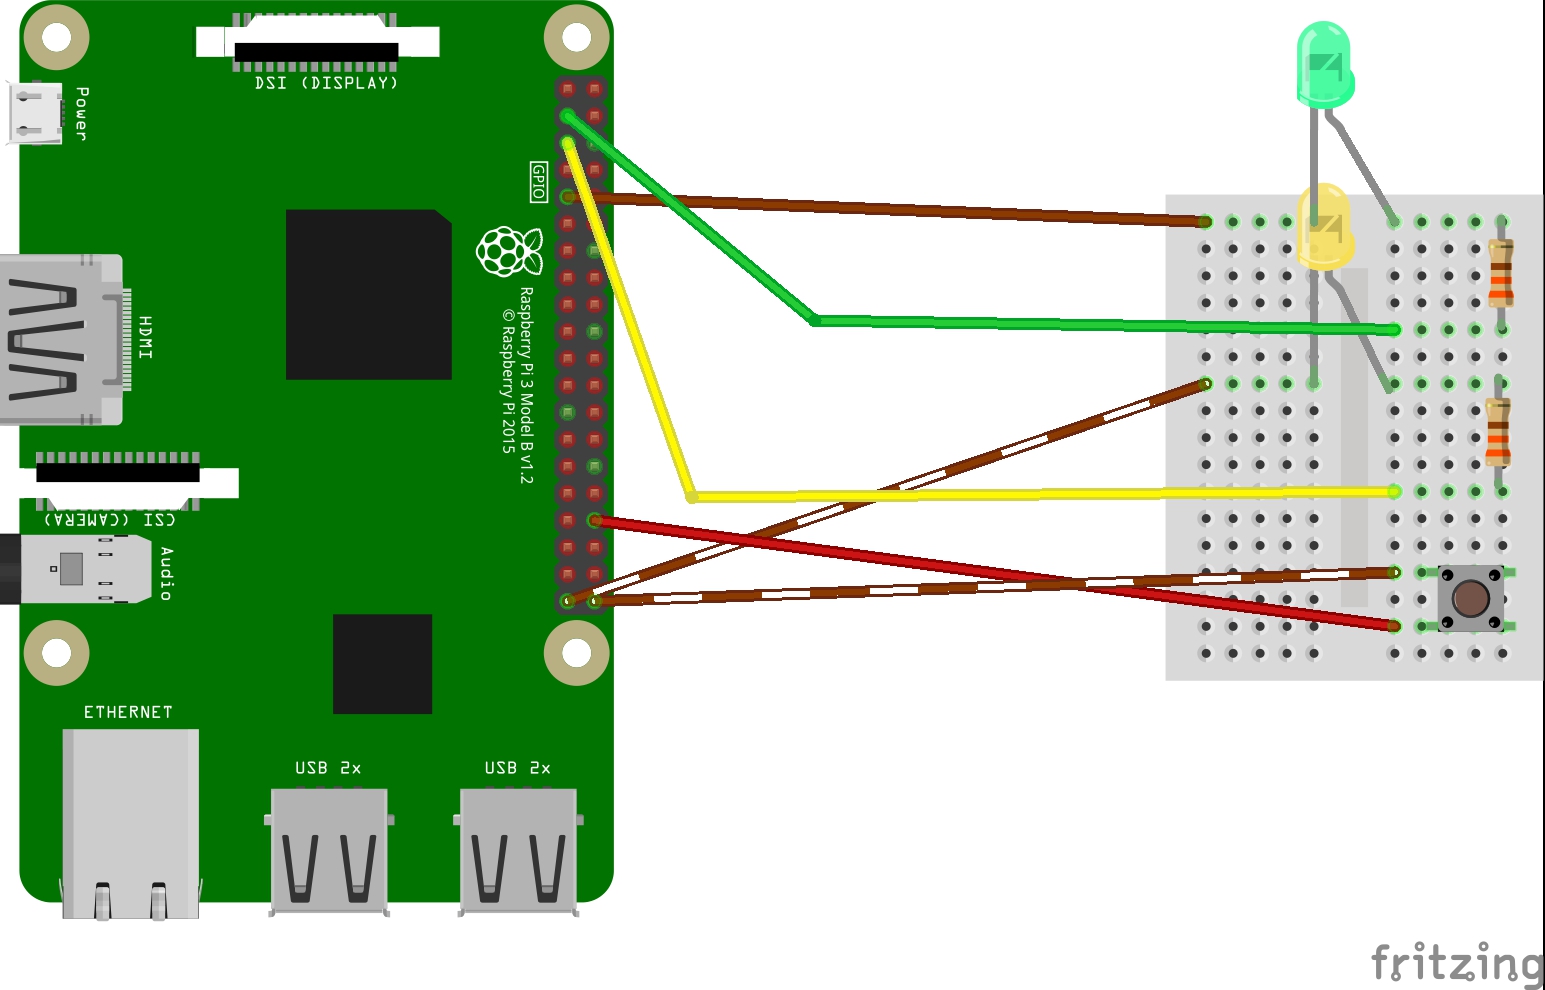 DSI (DISPLAY)
Power
GPIO
HDMI
Raspberry Pi 3 Model B v1.2
© Raspberry Pi 2015
CSI (CAMERA)
Audio
ETHERNET
USB 2x
USB 2x
fritzing